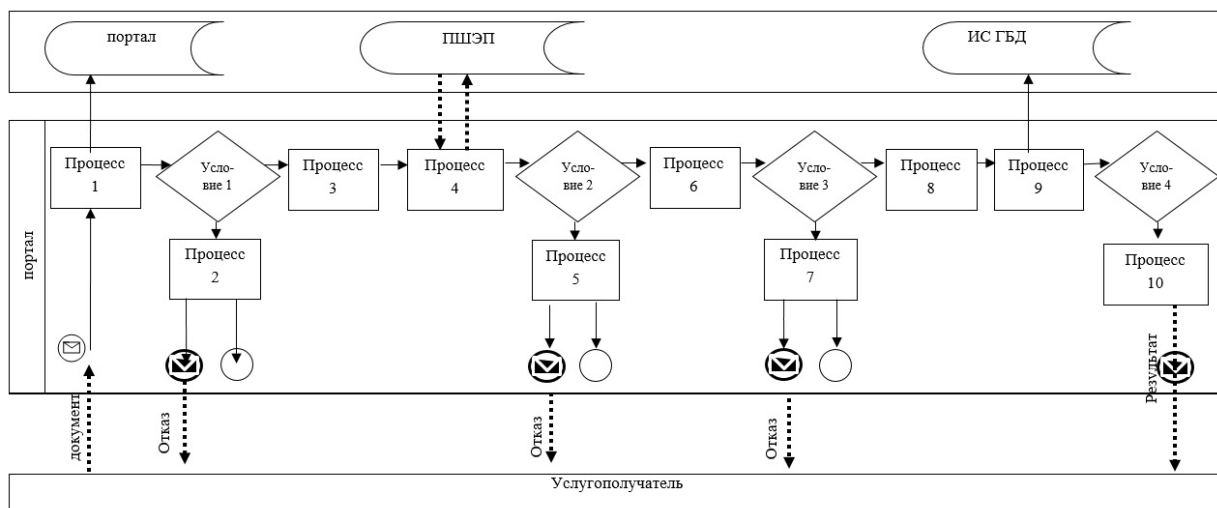 портал
ПШЭП
ИС ГБД
портал
Процесс
1
Усло-
вие 1
Процесс
3
Процесс
4
Усло-
вие 2
Процесс
6
Усло-
вие 3
Процесс
8
Процесс
9
Усло-
вие 4
Процесс
2
Процесс
5
Процесс
7
Процесс
10
документ
Отказ
Отказ
Отказ
Результат
Услугополучатель